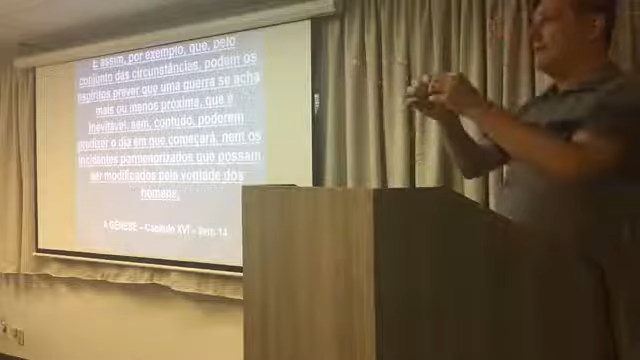 É assim, por exemplo, que, pelo
conjunto das circunstâncias, podem os
espíritos prever que uma guerra se acha
mais ou menos próxima, que é
inevitável, sem, contudo, poderem
predizer o dia em que começará, nem os
incidentes pormenorizados que possam
ser modificados pela vontade dos
homens.
A GÊNESE – Capítulo XVI – Item. 14